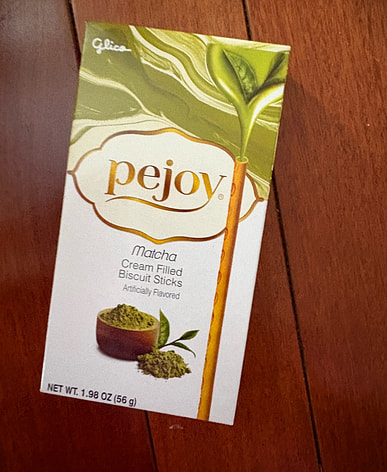 Glico
pejoy®
Matcha
Cream Filled
Biscuit Sticks
Artificially Flavored
NET WT. 1.98 OZ (56 g)